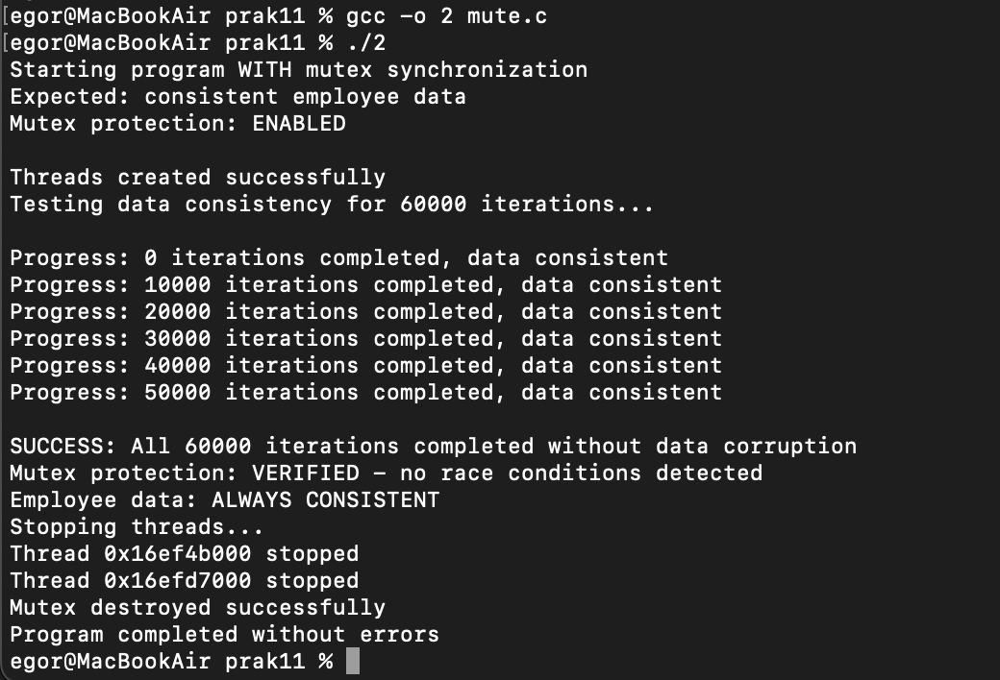 [egor@MacBookAir prak11 % gcc -o 2 mute.c
[egor@MacBookAir prak11 % ./2
Starting program WITH mutex synchronization
Expected: consistent employee data
Mutex protection: ENABLED
Threads created successfully
Testing data consistency for 60000 iterations...
Progress: 0 iterations completed, data consistent
Progress: 10000 iterations completed, data consistent
Progress: 20000 iterations completed, data consistent
Progress: 30000 iterations completed, data consistent
Progress: 40000 iterations completed, data consistent
Progress: 50000 iterations completed, data consistent
SUCCESS: All 60000 iterations completed without data corruption
Mutex protection: VERIFIED – no race conditions detected
Employee data: ALWAYS CONSISTENT
Stopping threads...
Thread 0x16ef4b000 stopped
Thread 0x16efd7000 stopped
Mutex destroyed successfully
Program completed without errors
egor@MacBookAir prak11 %